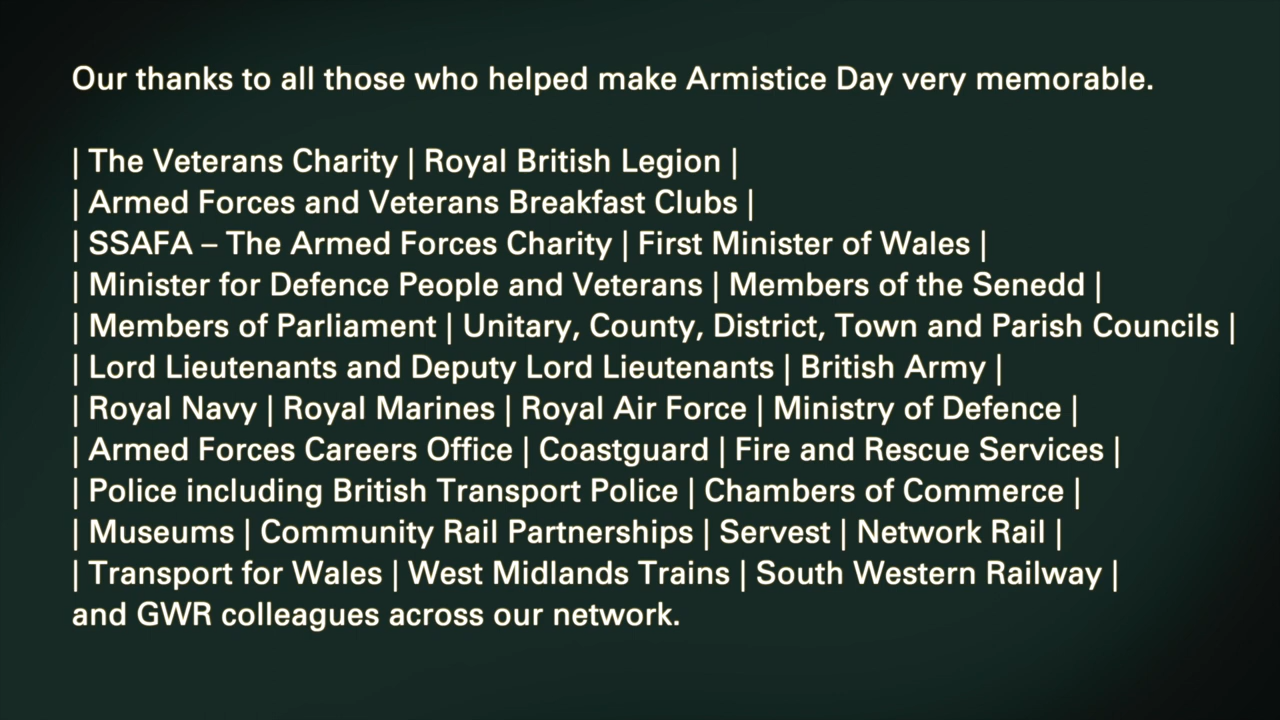 Our thanks to all those who helped make Armistice Day very memorable.
| The Veterans Charity | Royal British Legion |
| Armed Forces and Veterans Breakfast Clubs |
| SSAFA – The Armed Forces Charity | First Minister of Wales |
| Minister for Defence People and Veterans | Members of the Senedd |
| Members of Parliament | Unitary, County, District, Town and Parish Councils |
| Lord Lieutenants and Deputy Lord Lieutenants | British Army |
| Royal Navy | Royal Marines | Royal Air Force | Ministry of Defence |
| Armed Forces Careers Office | Coastguard | Fire and Rescue Services |
| Police including British Transport Police | Chambers of Commerce |
| Museums | Community Rail Partnerships | Servest | Network Rail |
| Transport for Wales | West Midlands Trains | South Western Railway |
and GWR colleagues across our network.